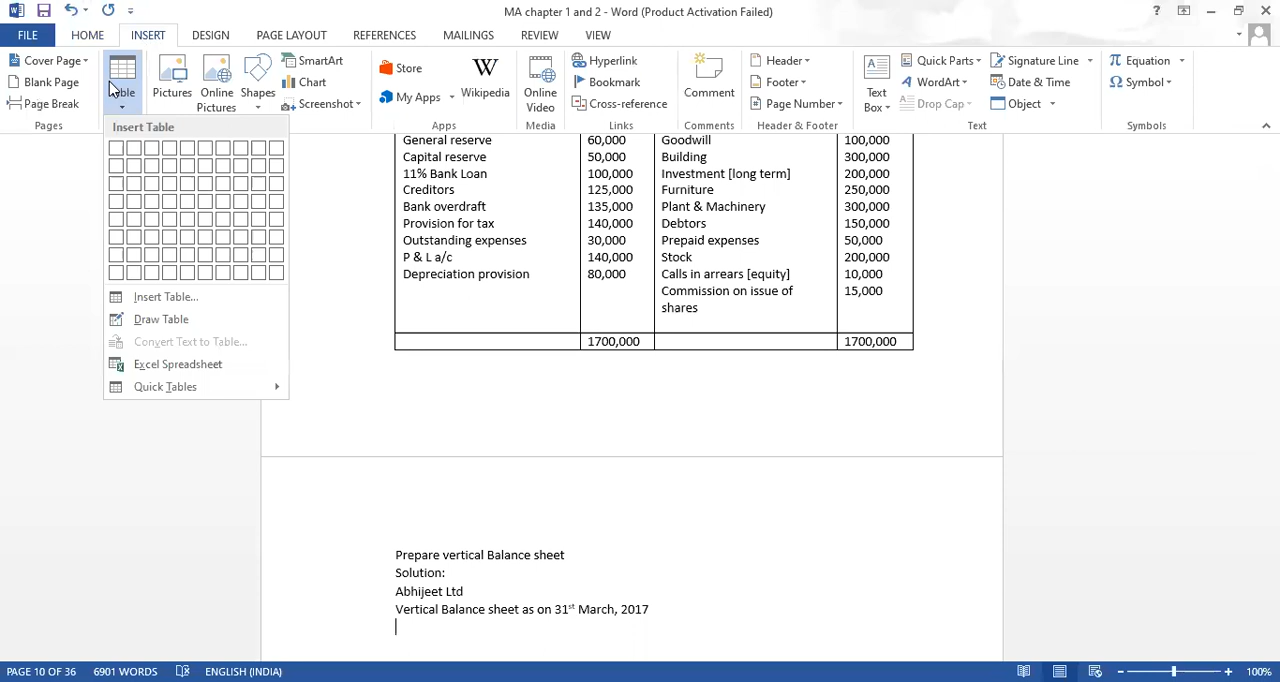 MA chapter 1 and 2 - Word (Product Activation Failed)
FILE HOME INSERT DESIGN PAGE LAYOUT REFERENCES MAILINGS REVIEW VIEW
Cover Page
Blank Page
Page Break
Pages
Table
Pictures
Online Pictures
Shapes
SmartArt
Chart
Screenshot
Store
My Apps
Wikipedia
Apps
Online Video
Media
Hyperlink
Bookmark
Cross-reference
Links
Comment
Comments
Header
Footer
Page Number
Header & Footer
Text Box
Quick Parts
WordArt
Drop Cap
Signature Line
Date & Time
Object
Text
Equation
Symbol
Symbols
Insert Table
Insert Table...
Draw Table
Convert Text to Table...
Excel Spreadsheet
Quick Tables
General reserve 60,000 Goodwill 100,000
Capital reserve 50,000 Building 300,000
11% Bank Loan 100,000 Investment [long term] 200,000
Creditors 125,000 Furniture 250,000
Bank overdraft 135,000 Plant & Machinery 300,000
Provision for tax 140,000 Debtors 150,000
Outstanding expenses 30,000 Prepaid expenses 50,000
P & L a/c 140,000 Stock 200,000
Depreciation provision 80,000 Calls in arrears [equity] 10,000
Commission on issue of 15,000
shares
1700,000 1700,000
Prepare vertical Balance sheet
Solution:
Abhijeet Ltd
Vertical Balance sheet as on 31st March, 2017
PAGE 10 OF 36 6901 WORDS ENGLISH (INDIA) 100%